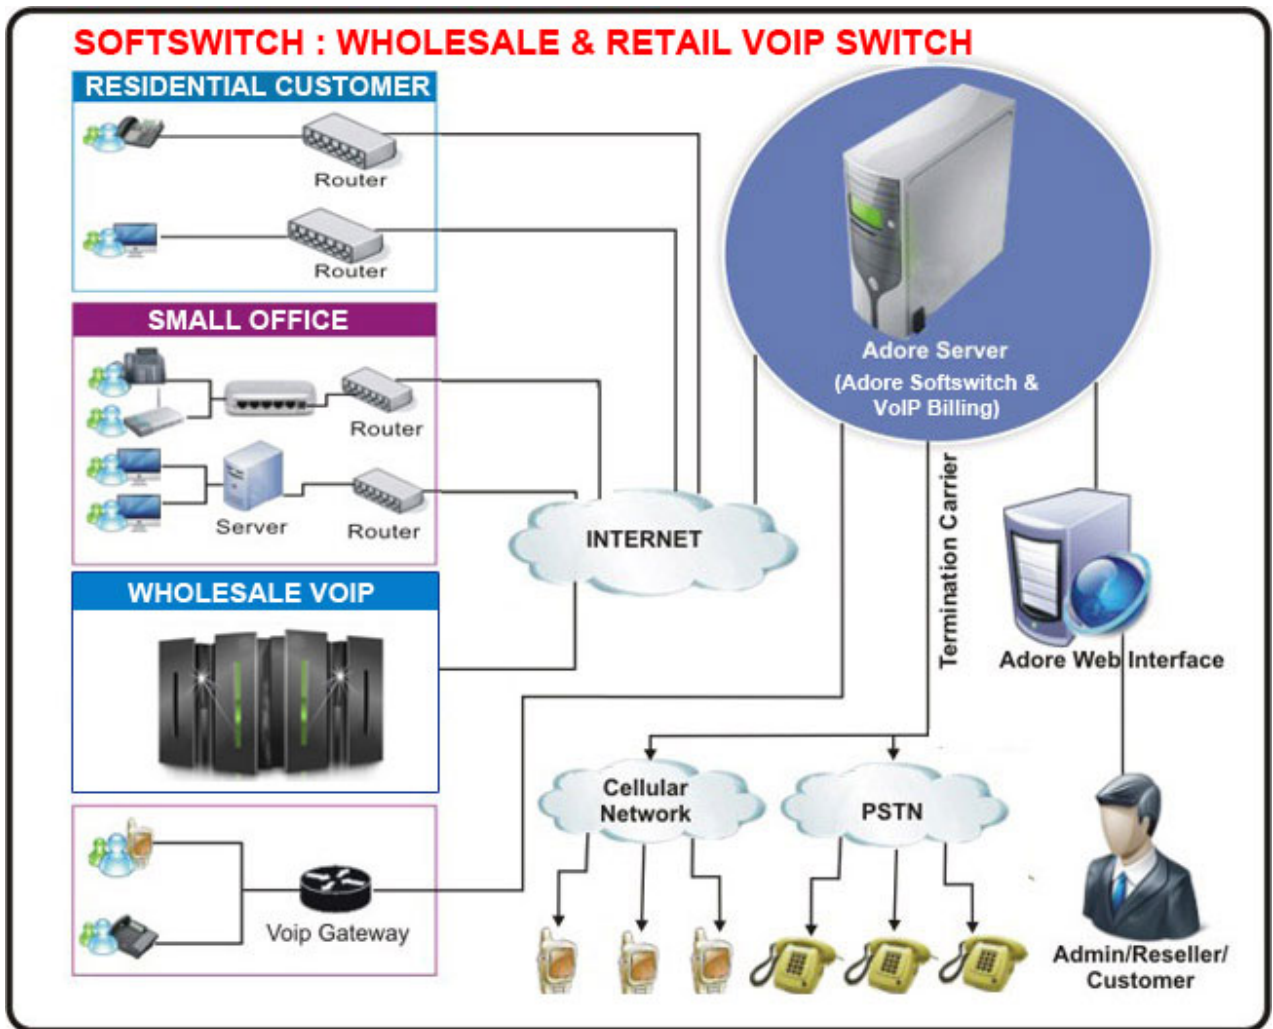 SOFTSWITCH : WHOLESALE & RETAIL VOIP SWITCH
RESIDENTIAL CUSTOMER
Router
Router
SMALL OFFICE
Router
Server
Router
WHOLESALE VOIP
Voip Gateway
INTERNET
Adore Server
(Adore Softswitch &
VoIP Billing)
Termination Carrier
Adore Web Interface
Cellular
Network
PSTN
Admin/Reseller/
Customer